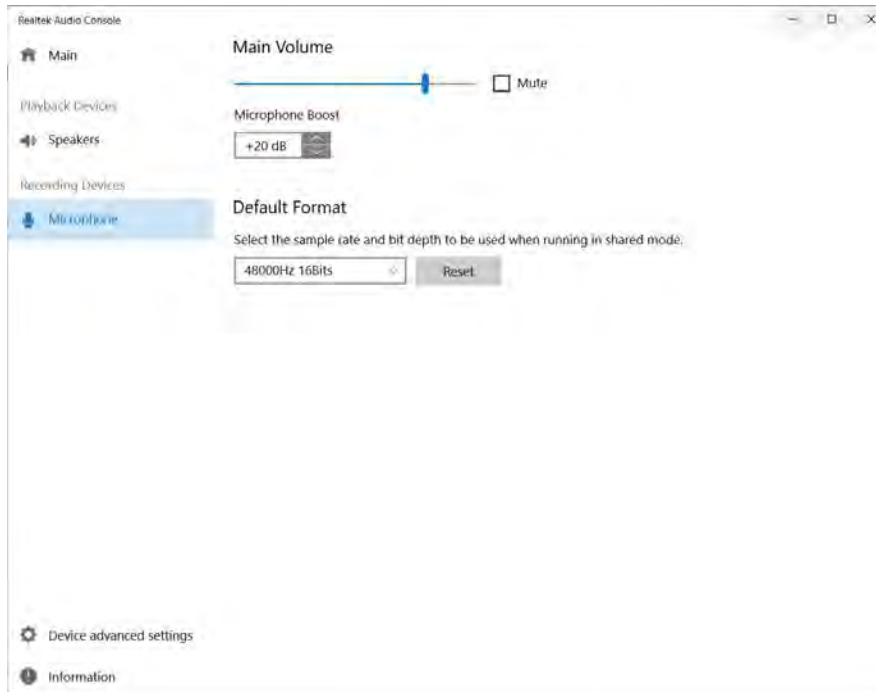 Realtek Audio Console
Main
Playback Devices
Speakers
Recording Devices
Microphone
Device advanced settings
Information
Main Volume
Mute
Microphone Boost
+20 dB
Default Format
Select the sample rate and bit depth to be used when running in shared mode.
48000Hz 16Bits
Reset